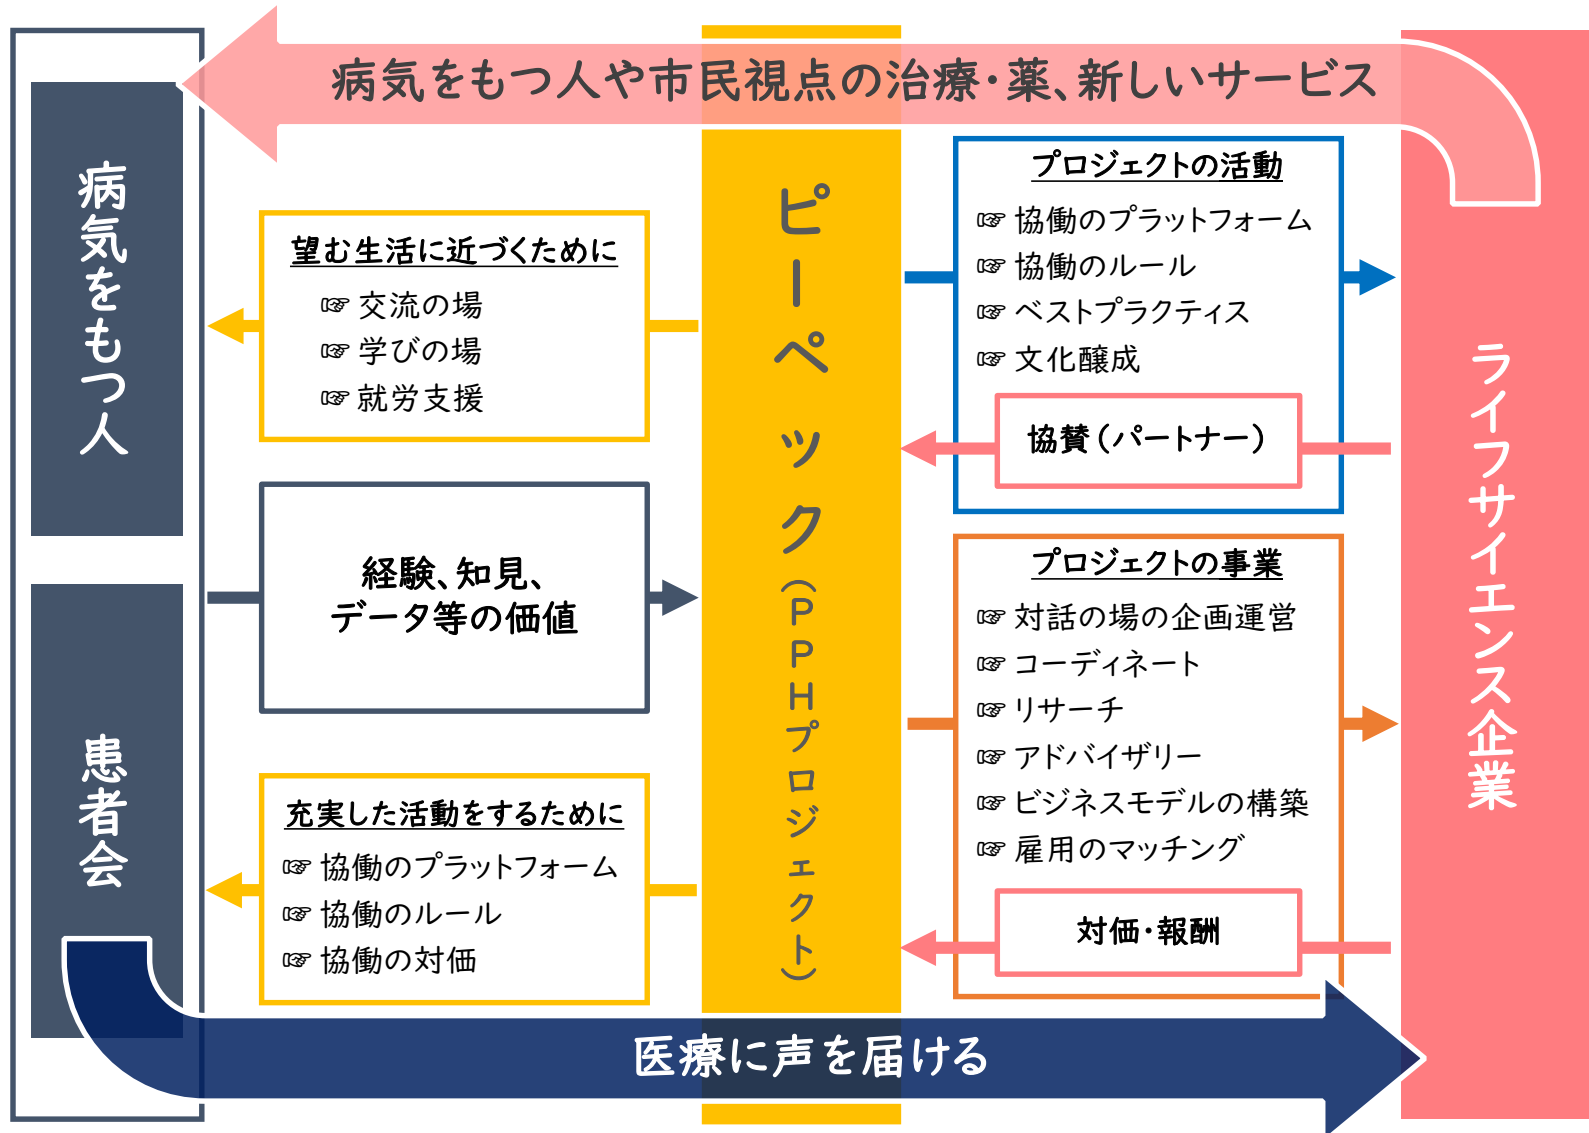 病気をもつ人や市民視点の治療・薬、新しいサービス
病気をもつ人
患者会
望む生活に近づくために
☞ 交流の場
☞ 学びの場
☞ 就労支援
経験、知見、
データ等の価値
充実した活動をするために
☞ 協働のプラットフォーム
☞ 協働のルール
☞ 協働の対価
ピーペック（PPHプロジェクト）
プロジェクトの活動
☞ 協働のプラットフォーム
☞ 協働のルール
☞ ベストプラクティス
☞ 文化醸成
協賛（パートナー）
プロジェクトの事業
☞ 対話の場の企画運営
☞ コーディネート
☞ リサーチ
☞ アドバイザリー
☞ ビジネスモデルの構築
☞ 雇用のマッチング
対価・報酬
ライフサイエンス企業
医療に声を届ける